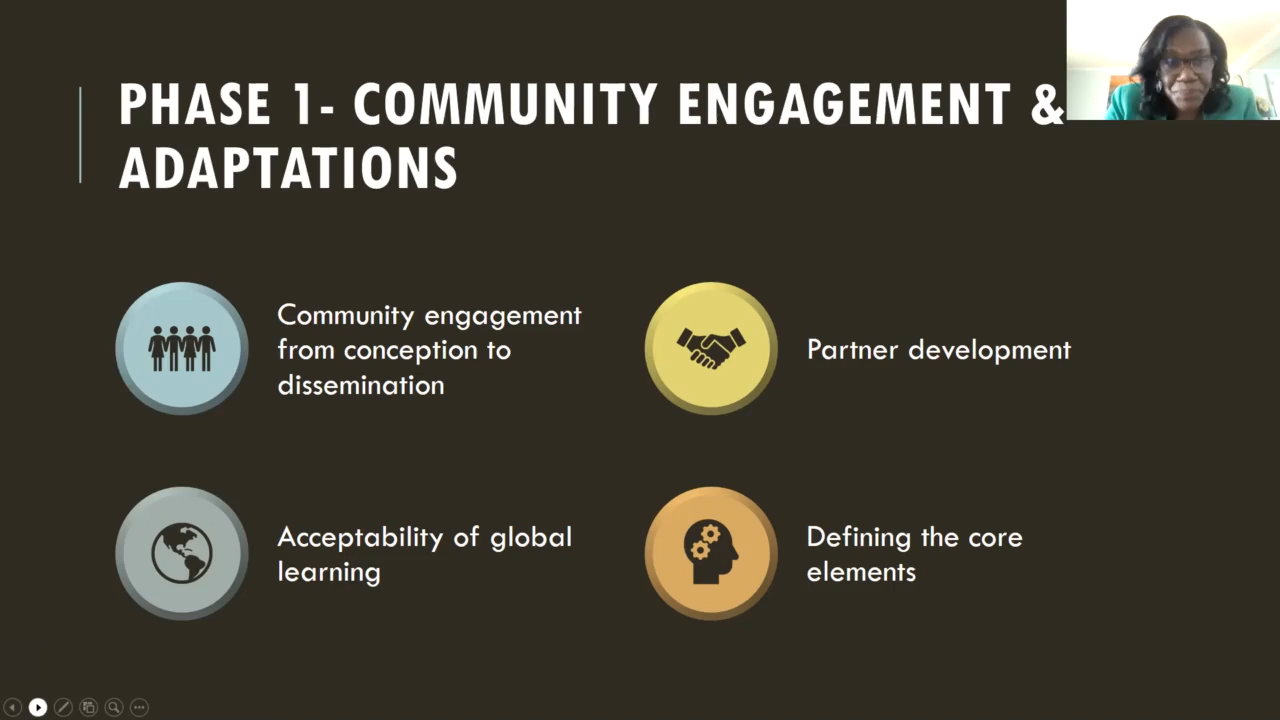 PHASE 1- COMMUNITY ENGAGEMENT &
ADAPTATIONS
Community engagement
from conception to
dissemination
Partner development
Acceptability of global
learning
Defining the core
elements